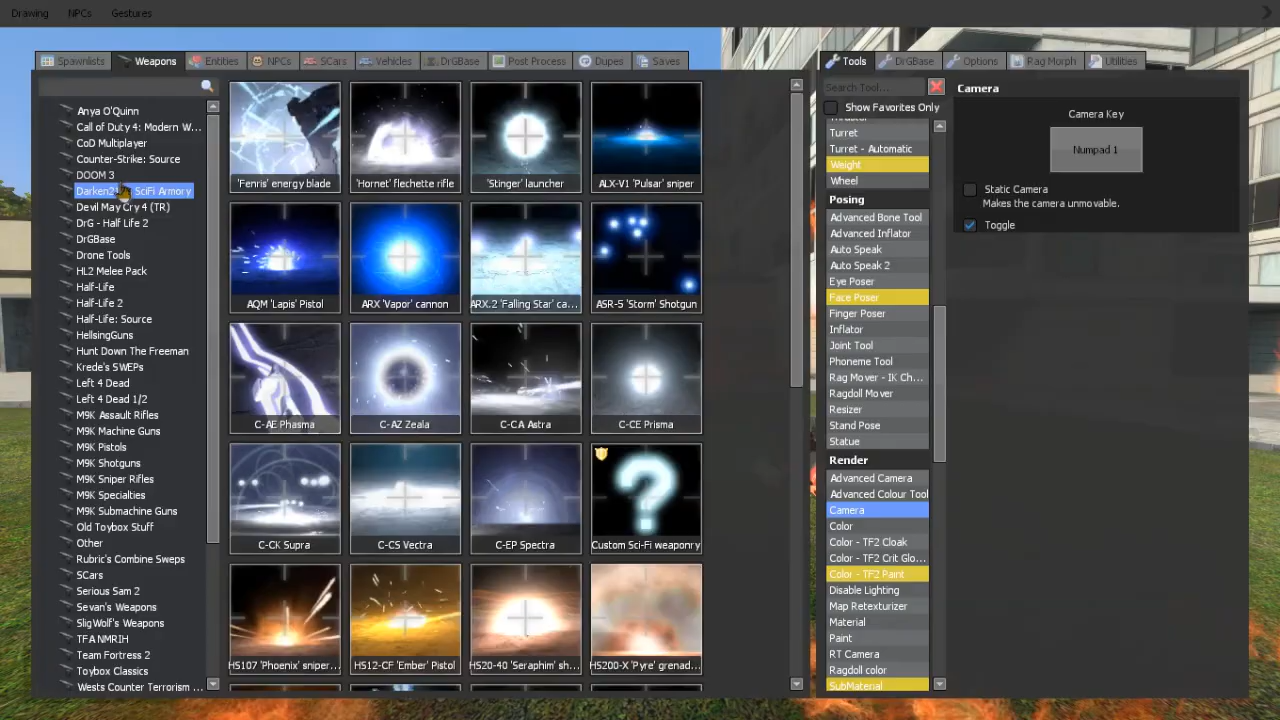 Drawing NPCs Gestures
Spawnlists Weapons Entities NPCs SCars Vehicles DrGBase Post Process Dupes Saves
Anya O'Quinn
Call of Duty 4: Modern W...
CoD Multiplayer
Counter-Strike: Source
DOOM 3
Darken2 SciFi Armory
Devil May Cry 4 (TR)
DrG - Half Life 2
DrGBase
Drone Tools
HL2 Melee Pack
Half-Life
Half-Life 2
Half-Life: Source
HellsingGuns
Hunt Down The Freeman
Krede's SWEPs
Left 4 Dead
Left 4 Dead 1/2
M9K Assault Rifles
M9K Machine Guns
M9K Pistols
M9K Shotguns
M9K Sniper Rifles
M9K Specialties
M9K Submachine Guns
Old Toybox Stuff
Other
Rubric's Combine Sweps
SCars
Serious Sam 2
Sevan's Weapons
SligWolf's Weapons
TFA NMRIH
Team Fortress 2
Toybox Classics
Wests Counter-Terrorism ...
'Fenris' energy blade
'Hornet' flechette rifle
'Stinger' launcher
ALX-V1 'Pulsar' sniper
AQM 'Lapis' Pistol
ARX 'Vapor' cannon
ARX.2 'Falling Star' ca...
ASR-5 'Storm' Shotgun
C-AE Phasma
C-AZ Zeala
C-CA Astra
C-CE Prisma
C-CK Supra
C-CS Vectra
C-EP Spectra
Custom Sci-Fi weaponry
HS107 'Phoenix' sniper...
HS12-CF 'Ember' Pistol
HS20-40 'Seraphim' sh...
HS200-X 'Pyre' grenad...
Tools DrGBase Options Rag Morph Utilities
Search Tool...
Show Favorites Only
Thruster
Turret
Turret - Automatic
Weight
Wheel
Posing
Advanced Bone Tool
Advanced Inflator
Auto Speak
Auto Speak 2
Eye Poser
Face Poser
Finger Poser
Inflator
Joint Tool
Phoneme Tool
Rag Mover - IK Ch...
Ragdoll Mover
Resizer
Stand Pose
Statue
Render
Advanced Camera
Advanced Colour Tool
Camera
Color
Color - TF2 Cloak
Color - TF2 Crit Glo...
Color - TF2 Paint
Disable Lighting
Map Retexturizer
Material
Paint
RT Camera
Ragdoll color
SubMaterial
Camera
Camera Key
Numpad 1
Static Camera
Makes the camera unmovable.
Toggle